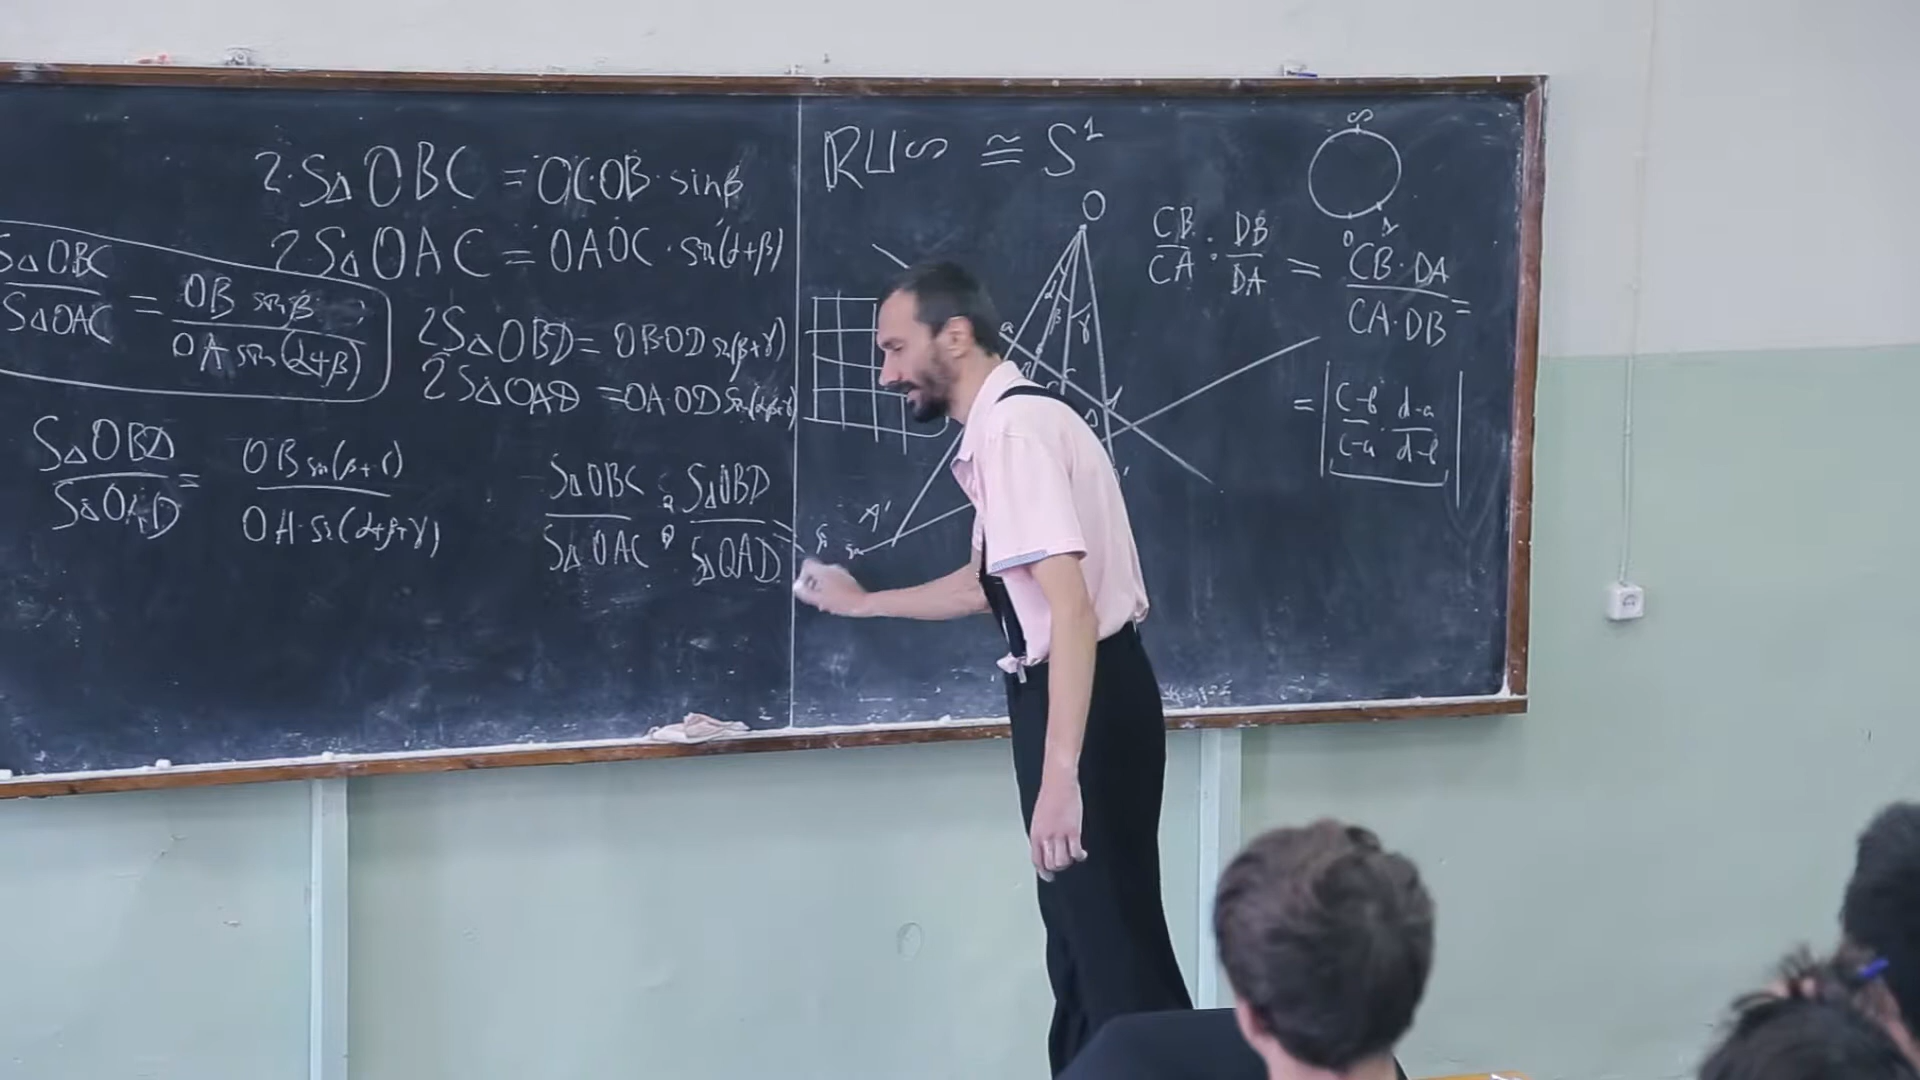 2·S△OBC = OC·OB·sinβ
2S△OAC = OA·OC·sin(α+β)
S△OBC / S△OAC = OB sinβ / OA sin(α+β)
2S△OBD = OB·OD sin(β+γ)
2S△OAD = OA·OD sin(α+β+γ)
S△OBD / S△OAD = OB sin(β+γ) / OA·sin(α+β+γ)
S△OBC / S△OAC : S△OBD / S△OAD =
R⊔∞ ≅ S¹
∞
0 1
O
α β γ
a
A'
CB/CA : DB/DA = CB·DA / CA·DB =
= | c-b/c-a · d-a/d-b |